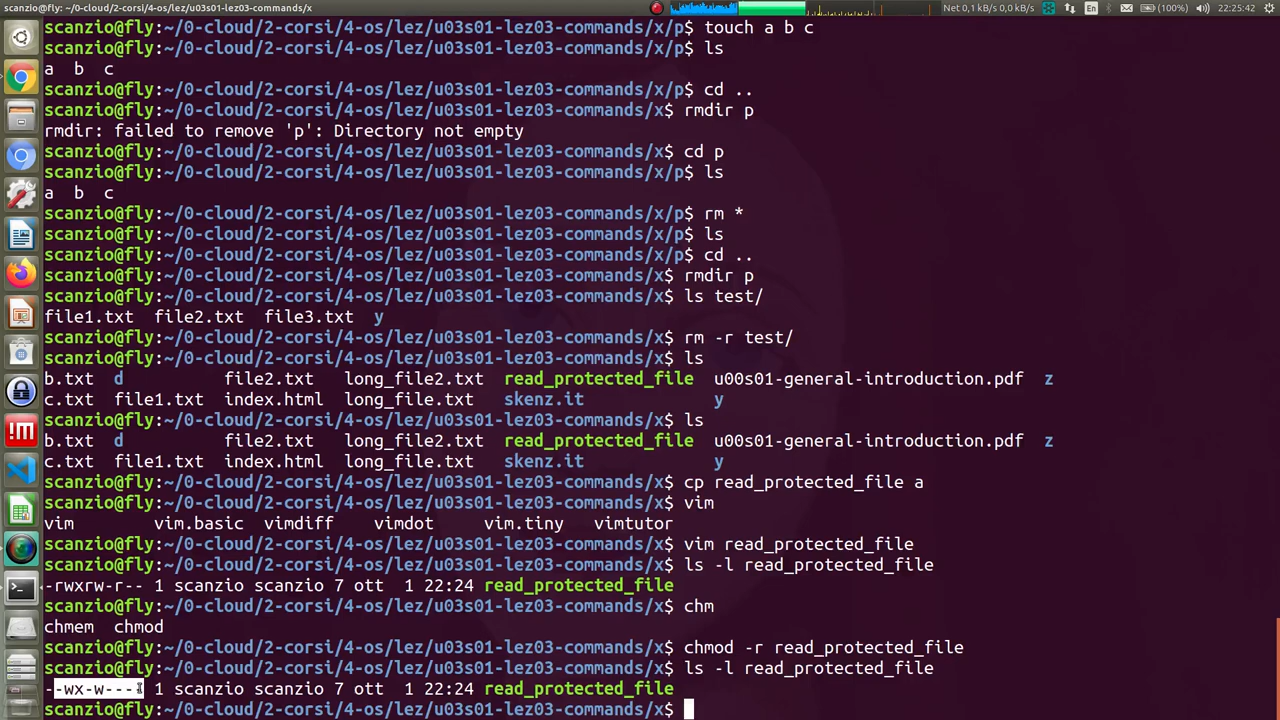 scanzio@fly: ~/0-cloud/2-corsi/4-os/lez/u03s01-lez03-commands/x
Net 0,1 kB/s 0,0 kB/s En (100%) 22:25:42
scanzio@fly:~/0-cloud/2-corsi/4-os/lez/u03s01-lez03-commands/x/p$ touch a b c
scanzio@fly:~/0-cloud/2-corsi/4-os/lez/u03s01-lez03-commands/x/p$ ls
a  b  c
scanzio@fly:~/0-cloud/2-corsi/4-os/lez/u03s01-lez03-commands/x/p$ cd ..
scanzio@fly:~/0-cloud/2-corsi/4-os/lez/u03s01-lez03-commands/x$ rmdir p
rmdir: failed to remove 'p': Directory not empty
scanzio@fly:~/0-cloud/2-corsi/4-os/lez/u03s01-lez03-commands/x$ cd p
scanzio@fly:~/0-cloud/2-corsi/4-os/lez/u03s01-lez03-commands/x/p$ ls
a  b  c
scanzio@fly:~/0-cloud/2-corsi/4-os/lez/u03s01-lez03-commands/x/p$ rm *
scanzio@fly:~/0-cloud/2-corsi/4-os/lez/u03s01-lez03-commands/x/p$ ls
scanzio@fly:~/0-cloud/2-corsi/4-os/lez/u03s01-lez03-commands/x/p$ cd ..
scanzio@fly:~/0-cloud/2-corsi/4-os/lez/u03s01-lez03-commands/x$ rmdir p
scanzio@fly:~/0-cloud/2-corsi/4-os/lez/u03s01-lez03-commands/x$ ls test/
file1.txt  file2.txt  file3.txt  y
scanzio@fly:~/0-cloud/2-corsi/4-os/lez/u03s01-lez03-commands/x$ rm -r test/
scanzio@fly:~/0-cloud/2-corsi/4-os/lez/u03s01-lez03-commands/x$ ls
b.txt  d          file2.txt   long_file2.txt  read_protected_file  u00s01-general-introduction.pdf  z
c.txt  file1.txt  index.html  long_file.txt   skenz.it             y
scanzio@fly:~/0-cloud/2-corsi/4-os/lez/u03s01-lez03-commands/x$ ls
b.txt  d          file2.txt   long_file2.txt  read_protected_file  u00s01-general-introduction.pdf  z
c.txt  file1.txt  index.html  long_file.txt   skenz.it             y
scanzio@fly:~/0-cloud/2-corsi/4-os/lez/u03s01-lez03-commands/x$ cp read_protected_file a
scanzio@fly:~/0-cloud/2-corsi/4-os/lez/u03s01-lez03-commands/x$ vim
vim        vim.basic  vimdiff    vimdot     vim.tiny   vimtutor
scanzio@fly:~/0-cloud/2-corsi/4-os/lez/u03s01-lez03-commands/x$ vim read_protected_file
scanzio@fly:~/0-cloud/2-corsi/4-os/lez/u03s01-lez03-commands/x$ ls -l read_protected_file
-rwxrw-r-- 1 scanzio scanzio 7 ott  1 22:24 read_protected_file
scanzio@fly:~/0-cloud/2-corsi/4-os/lez/u03s01-lez03-commands/x$ chm
chmem  chmod
scanzio@fly:~/0-cloud/2-corsi/4-os/lez/u03s01-lez03-commands/x$ chmod -r read_protected_file
scanzio@fly:~/0-cloud/2-corsi/4-os/lez/u03s01-lez03-commands/x$ ls -l read_protected_file
--wx-w---- 1 scanzio scanzio 7 ott  1 22:24 read_protected_file
scanzio@fly:~/0-cloud/2-corsi/4-os/lez/u03s01-lez03-commands/x$